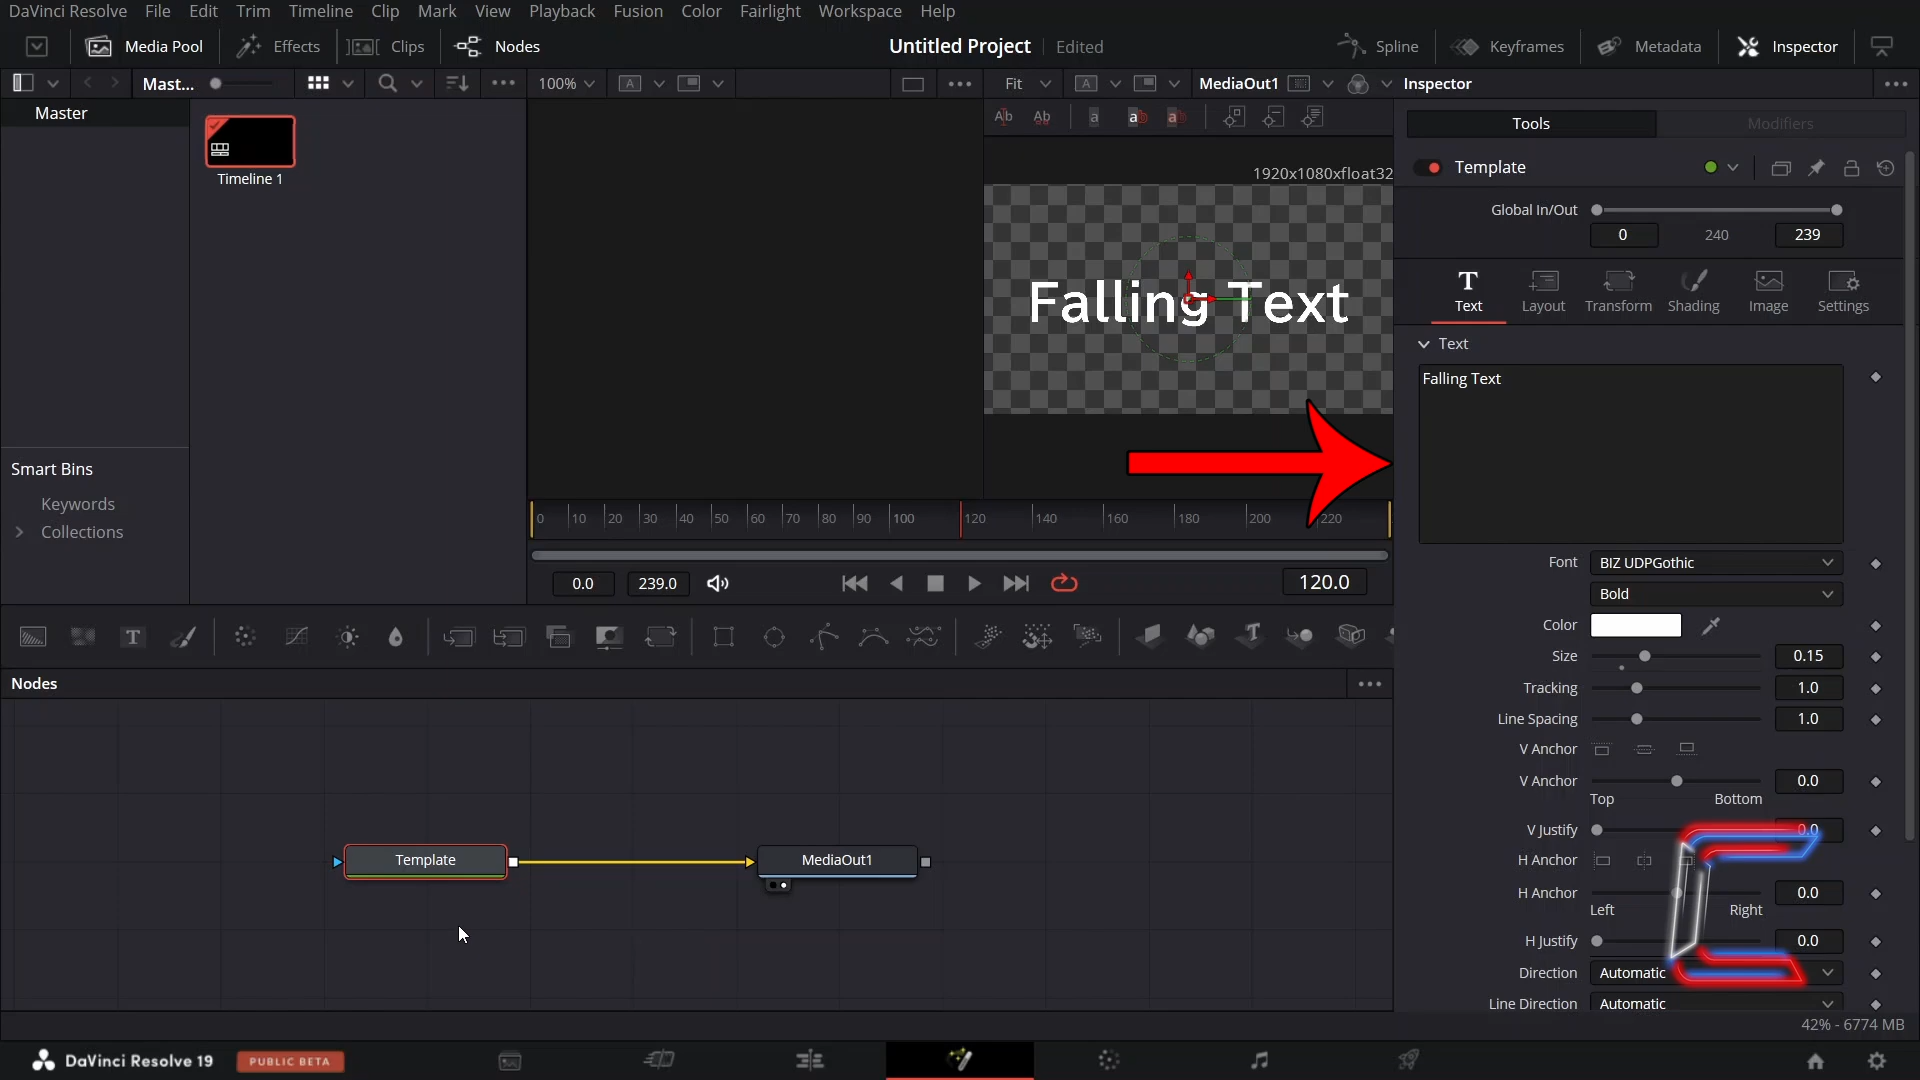 DaVinci Resolve File Edit Trim Timeline Clip Mark View Playback Fusion Color Fairlight Workspace Help
Media Pool Effects Clips Nodes Untitled Project Edited Spline Keyframes Metadata Inspector
Mast... 100% A Fit A MediaOut1 Inspector
Master
Timeline 1
Smart Bins
Keywords
Collections
Ab Ab a ab ab
1920x1080xfloat32
Falling Text
0 10 20 30 40 50 60 70 80 90 100 120 140 160 180 200 220
0.0 239.0 120.0
Tools Modifiers
Template
Global In/Out
0 240 239
Text Layout Transform Shading Image Settings
Text
Falling Text
Font BIZ UDPGothic
Bold
Color
Size 0.15
Tracking 1.0
Line Spacing 1.0
V Anchor
V Anchor 0.0
Top Bottom
V Justify 0.0
H Anchor
H Anchor 0.0
Left Right
H Justify 0.0
Direction Automatic
Line Direction Automatic
Nodes
Template MediaOut1
42% - 6774 MB
DaVinci Resolve 19 PUBLIC BETA